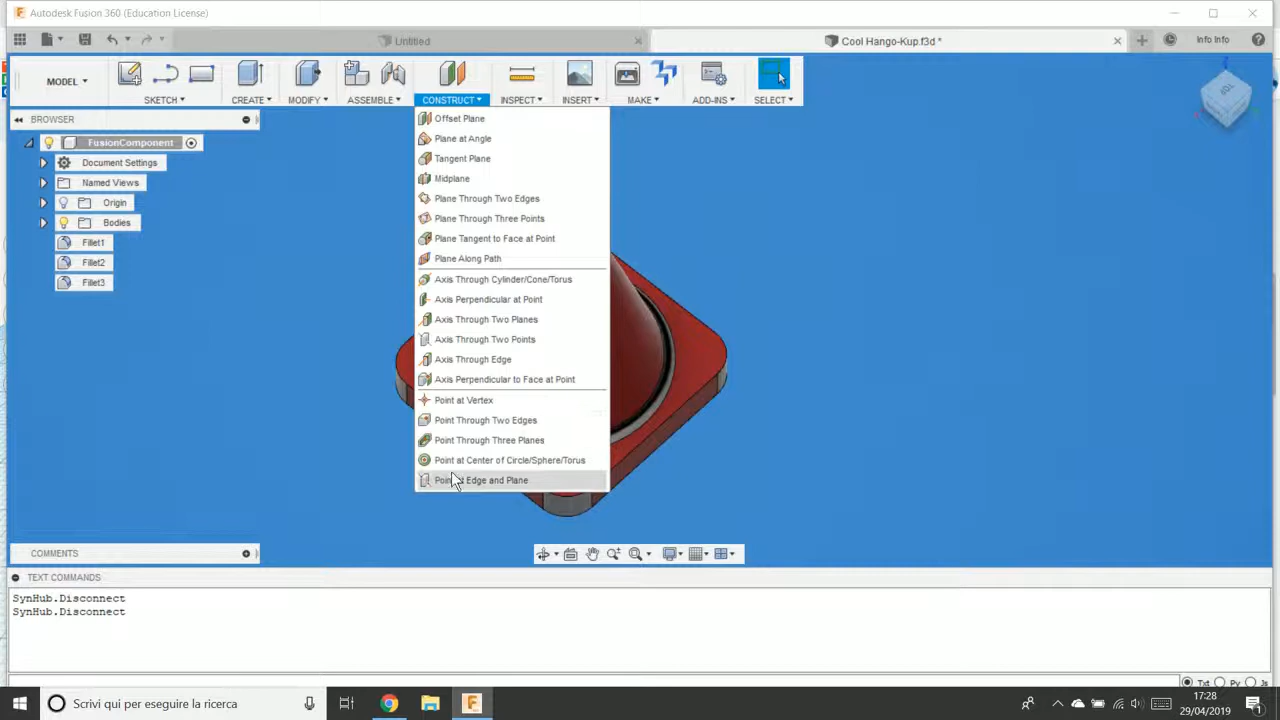 Autodesk Fusion 360 (Education License)
Untitled
Cool Hango-Kup.f3d *
Info Info
MODEL
SKETCH
CREATE
MODIFY
ASSEMBLE
CONSTRUCT
INSPECT
INSERT
MAKE
ADD-INS
SELECT
BROWSER
FusionComponent
Document Settings
Named Views
Origin
Bodies
Fillet1
Fillet2
Fillet3
Offset Plane
Plane at Angle
Tangent Plane
Midplane
Plane Through Two Edges
Plane Through Three Points
Plane Tangent to Face at Point
Plane Along Path
Axis Through Cylinder/Cone/Torus
Axis Perpendicular at Point
Axis Through Two Planes
Axis Through Two Points
Axis Through Edge
Axis Perpendicular to Face at Point
Point at Vertex
Point Through Two Edges
Point Through Three Planes
Point at Center of Circle/Sphere/Torus
Point at Edge and Plane
COMMENTS
TEXT COMMANDS
SynHub.Disconnect
SynHub.Disconnect
Txt Py Js
Scrivi qui per eseguire la ricerca
17:28
29/04/2019